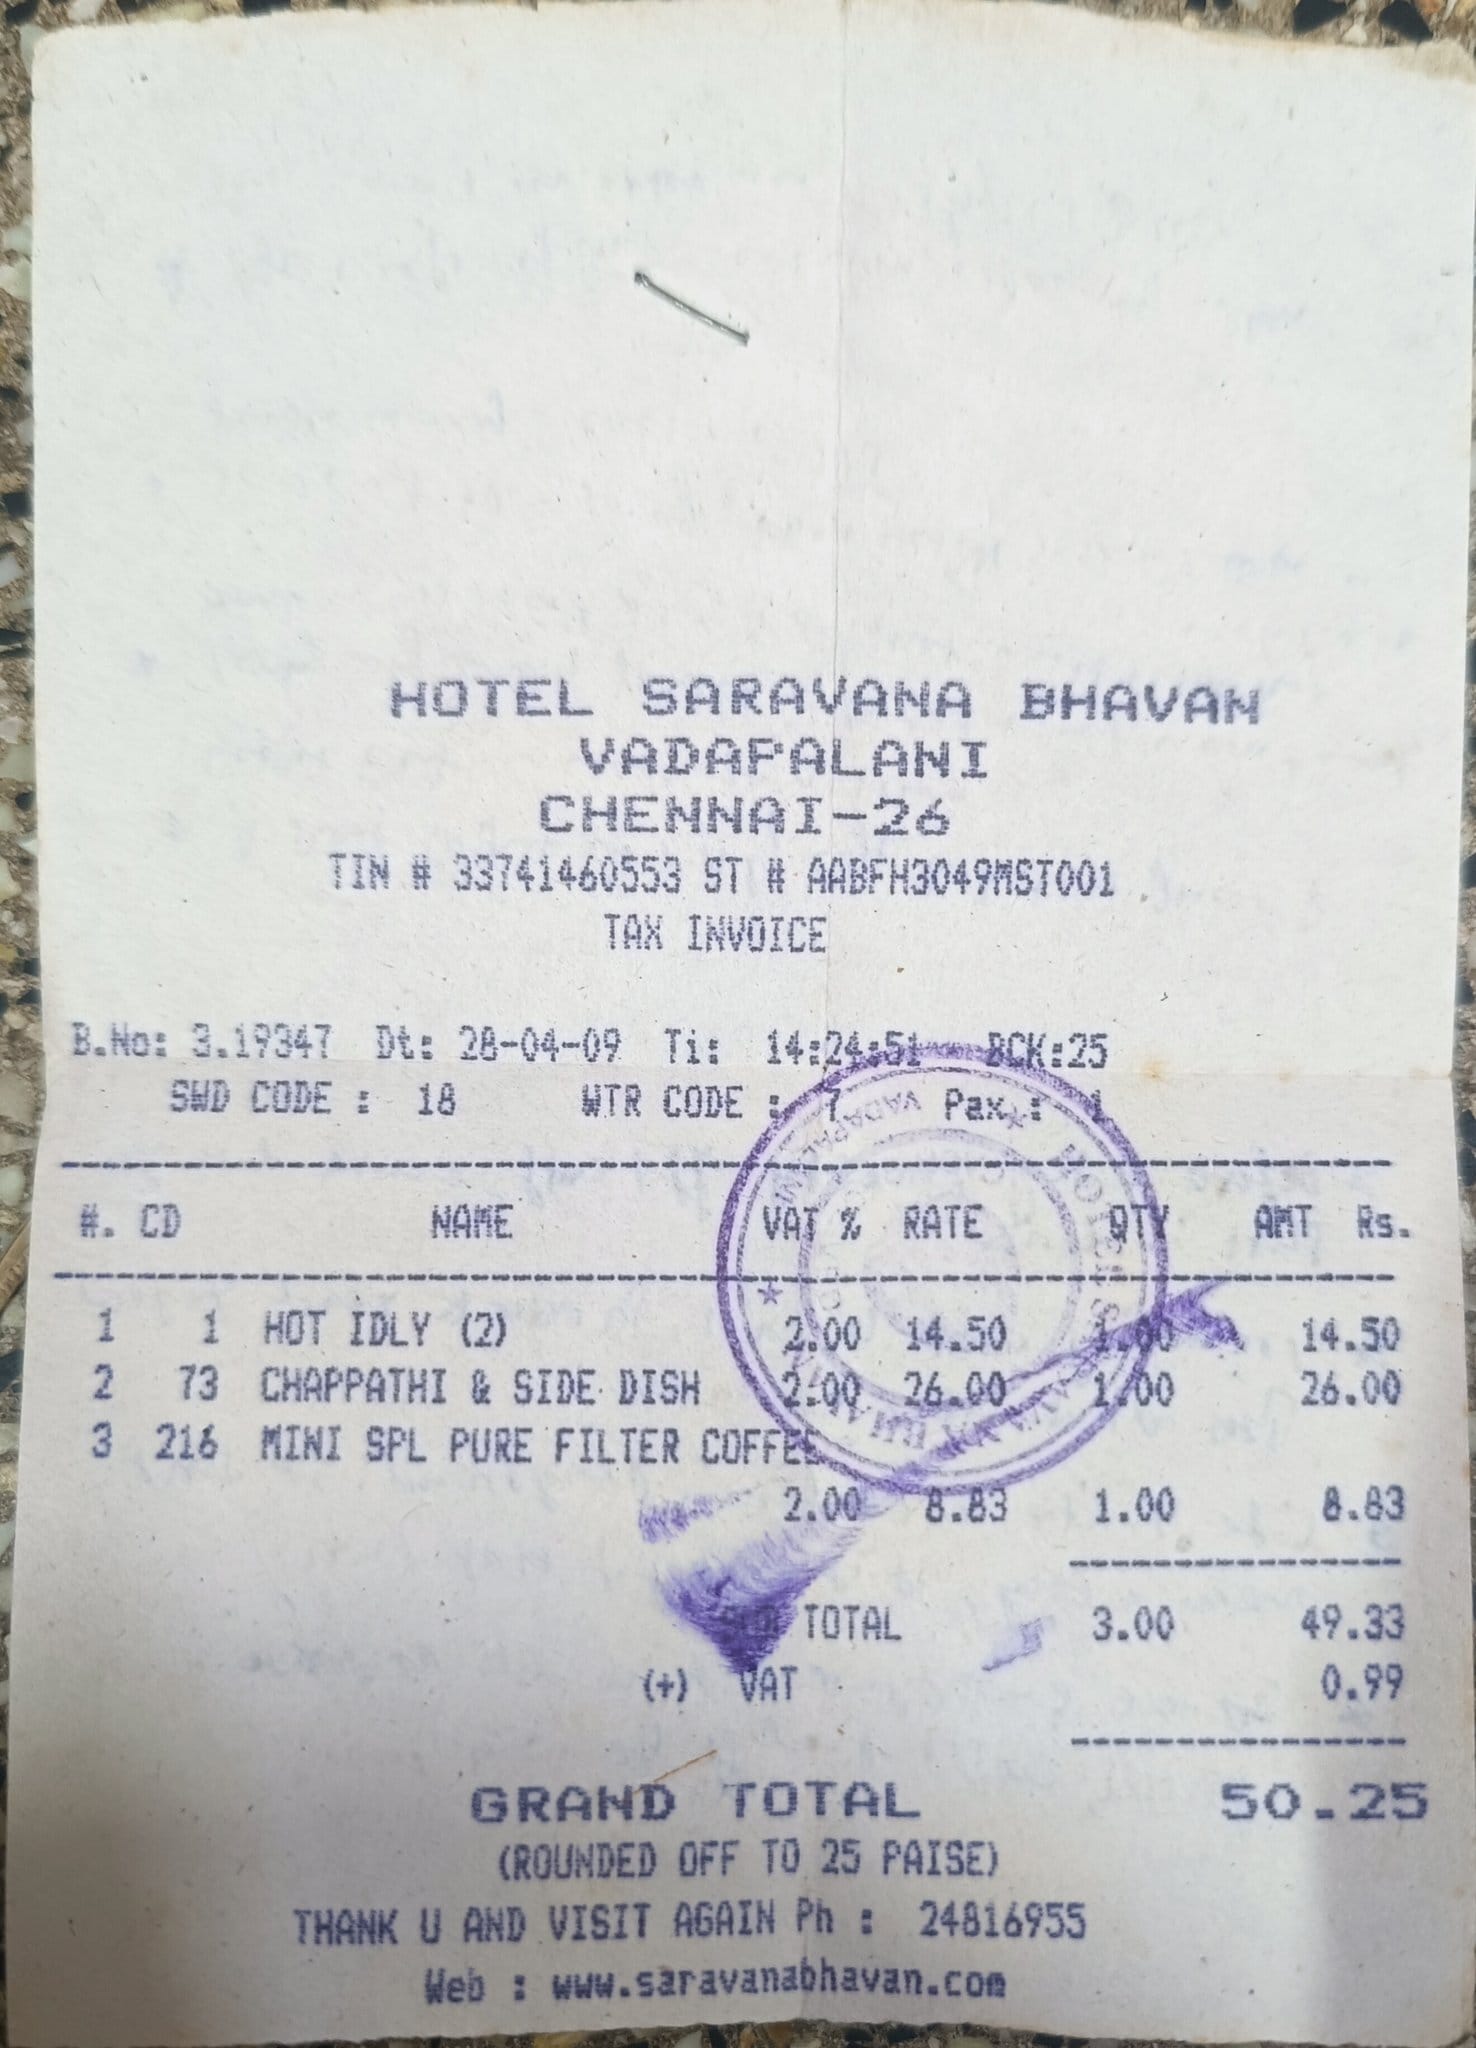 HOTEL SARAVANA BHAVAN
VADAPALANI
CHENNAI-26
TIN # 33741460553 ST # AABFH3049MST001
TAX INVOICE
B.No: 3.19347 Dt: 28-04-09 Ti: 14:24:51 BCK:25
SWD CODE : 18 WTR CODE : 7 Pax : 1
#. CD NAME VAT % RATE QTY AMT Rs.
1 1 HOT IDLY (2) 2.00 14.50 1.00 14.50
2 73 CHAPPATHI & SIDE DISH 2.00 26.00 1.00 26.00
3 216 MINI SPL PURE FILTER COFFEE
2.00 8.83 1.00 8.83
TOTAL 3.00 49.33
(+) VAT 0.99
GRAND TOTAL 50.25
(ROUNDED OFF TO 25 PAISE)
THANK U AND VISIT AGAIN Ph : 24816955
Web : www.saravanabhavan.com
HOTEL SARAVANA BHAVAN
VADAPALANI